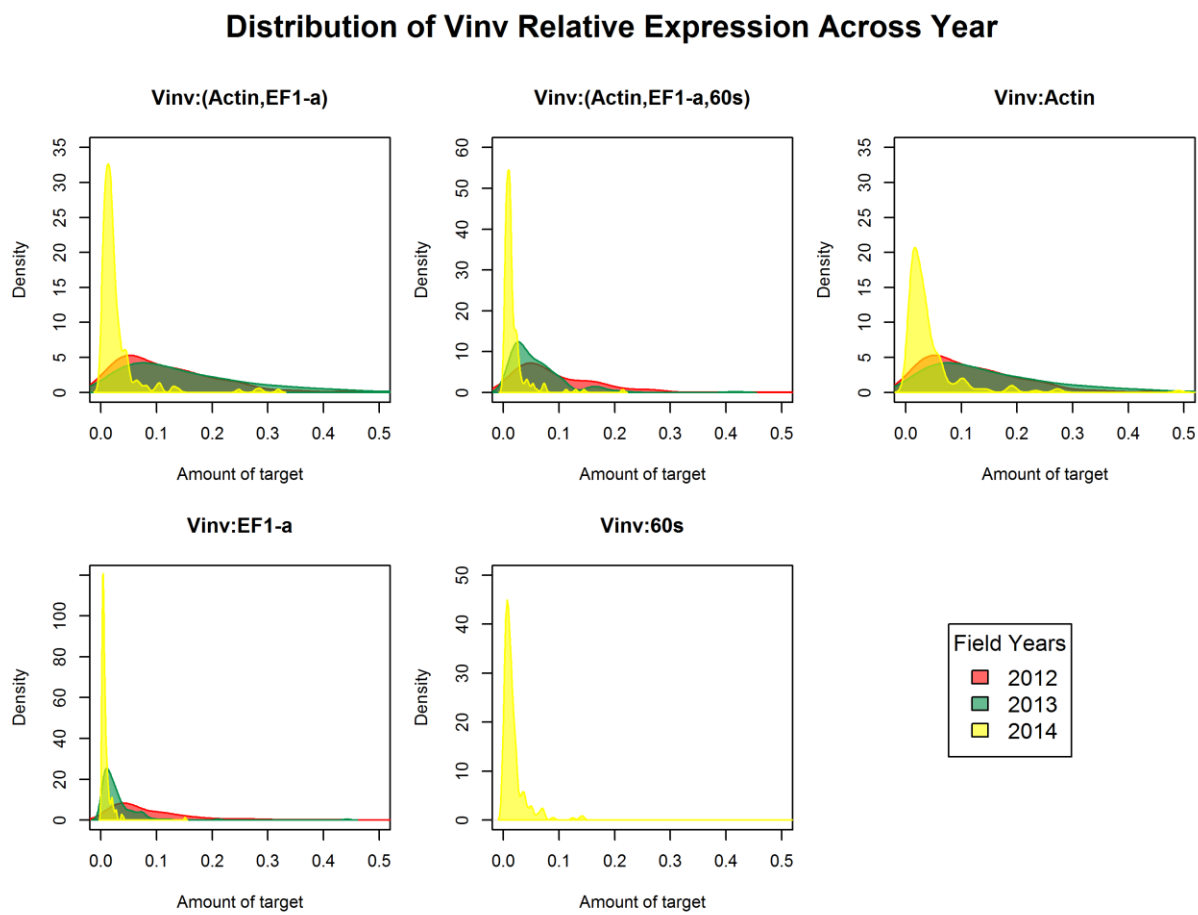 Distribution of Vinv Relative Expression Across Year
Vinv:(Actin,EF1-a)
Density
0 5 10 15 20 25 30 35
0.0 0.1 0.2 0.3 0.4 0.5
Amount of target
Vinv:(Actin,EF1-a,60s)
Density
0 10 20 30 40 50 60
0.0 0.1 0.2 0.3 0.4 0.5
Amount of target
Vinv:Actin
Density
0 5 10 15 20 25 30 35
0.0 0.1 0.2 0.3 0.4 0.5
Amount of target
Vinv:EF1-a
Density
0 20 40 60 80 100
0.0 0.1 0.2 0.3 0.4 0.5
Amount of target
Vinv:60s
Density
0 10 20 30 40 50
0.0 0.1 0.2 0.3 0.4 0.5
Amount of target
Field Years
2012
2013
2014